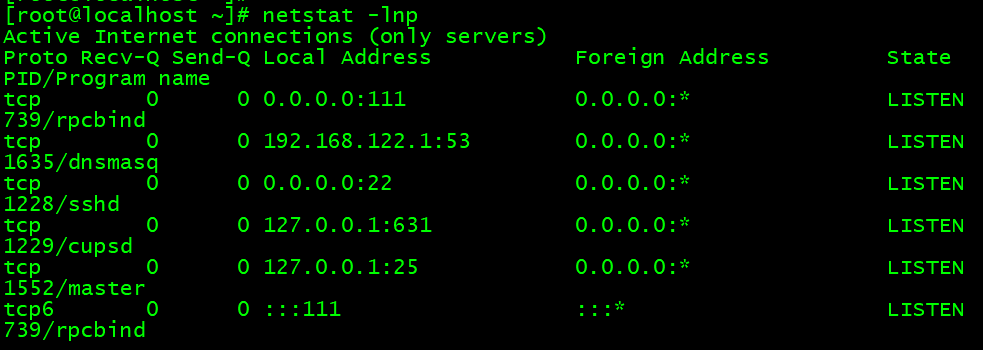 [root@localhost ~]# netstat -lnp
Active Internet connections (only servers)
Proto Recv-Q Send-Q Local Address           Foreign Address         State
PID/Program name
tcp        0      0 0.0.0.0:111             0.0.0.0:*               LISTEN
739/rpcbind
tcp        0      0 192.168.122.1:53        0.0.0.0:*               LISTEN
1635/dnsmasq
tcp        0      0 0.0.0.0:22              0.0.0.0:*               LISTEN
1228/sshd
tcp        0      0 127.0.0.1:631           0.0.0.0:*               LISTEN
1229/cupsd
tcp        0      0 127.0.0.1:25            0.0.0.0:*               LISTEN
1552/master
tcp6       0      0 :::111                  :::*                    LISTEN
739/rpcbind